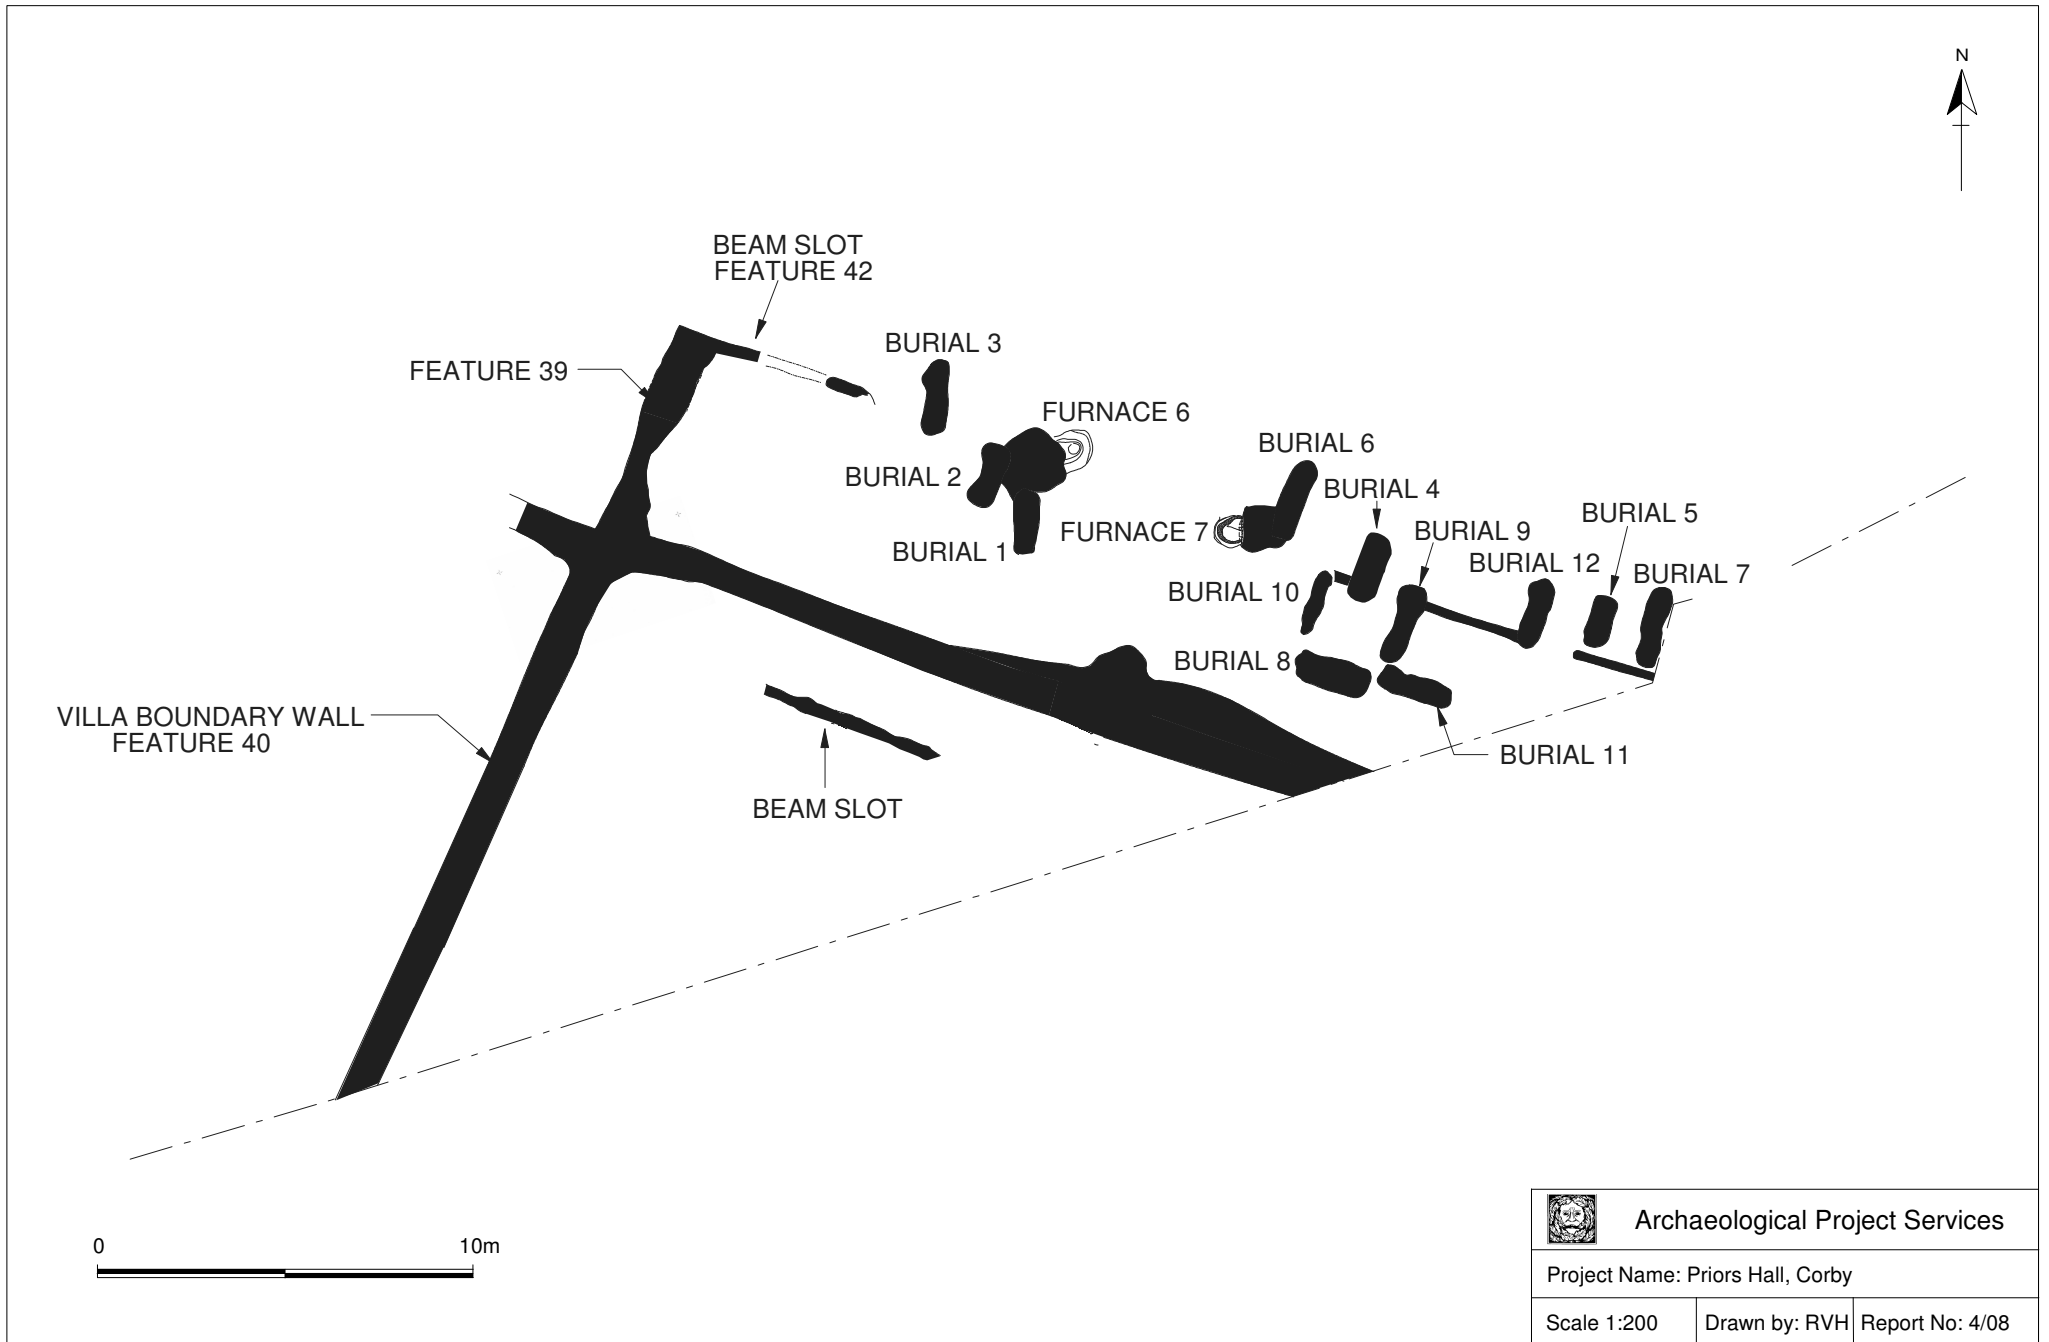 N
BEAM SLOT
FEATURE 42
BURIAL 3
FEATURE 39
FURNACE 6
BURIAL 6
BURIAL 2
BURIAL 4
BURIAL 5
FURNACE 7
BURIAL 9
BURIAL 1
BURIAL 12
BURIAL 7
BURIAL 10
BURIAL 8
VILLA BOUNDARY WALL
FEATURE 40
BURIAL 11
BEAM SLOT
0 10m
Archaeological Project Services
Project Name: Priors Hall, Corby
Scale 1:200 Drawn by: RVH Report No: 4/08